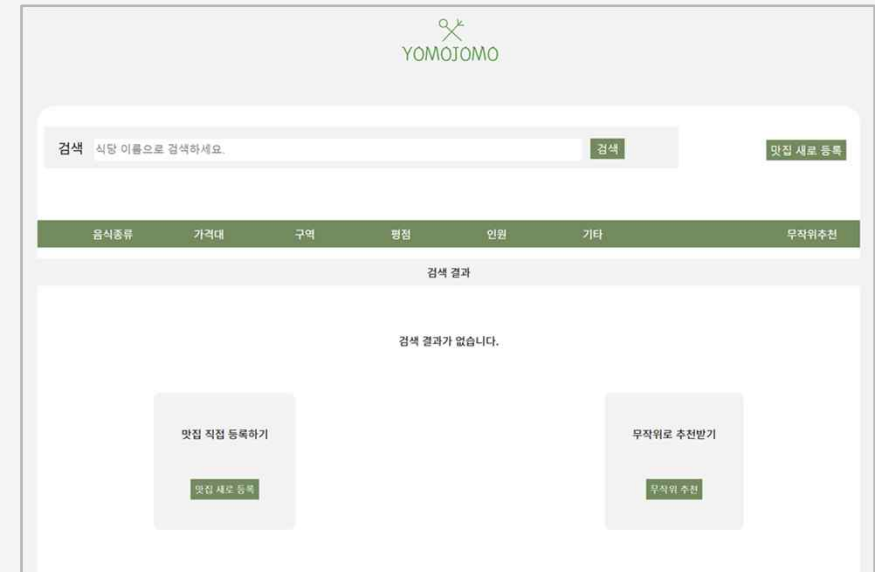 YOMOJOMO
검색 식당 이름으로 검색하세요. 검색 맛집 새로 등록
음식종류 가격대 구역 평점 인원 기타 무작위추천
검색 결과
검색 결과가 없습니다.
맛집 직접 등록하기 무작위로 추천받기
맛집 새로 등록 무작위 추천